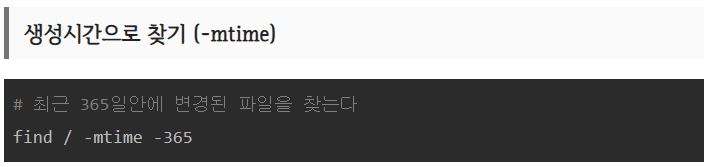 생성시간으로 찾기 (-mtime)
# 최근 365일안에 변경된 파일을 찾는다
find / -mtime -365